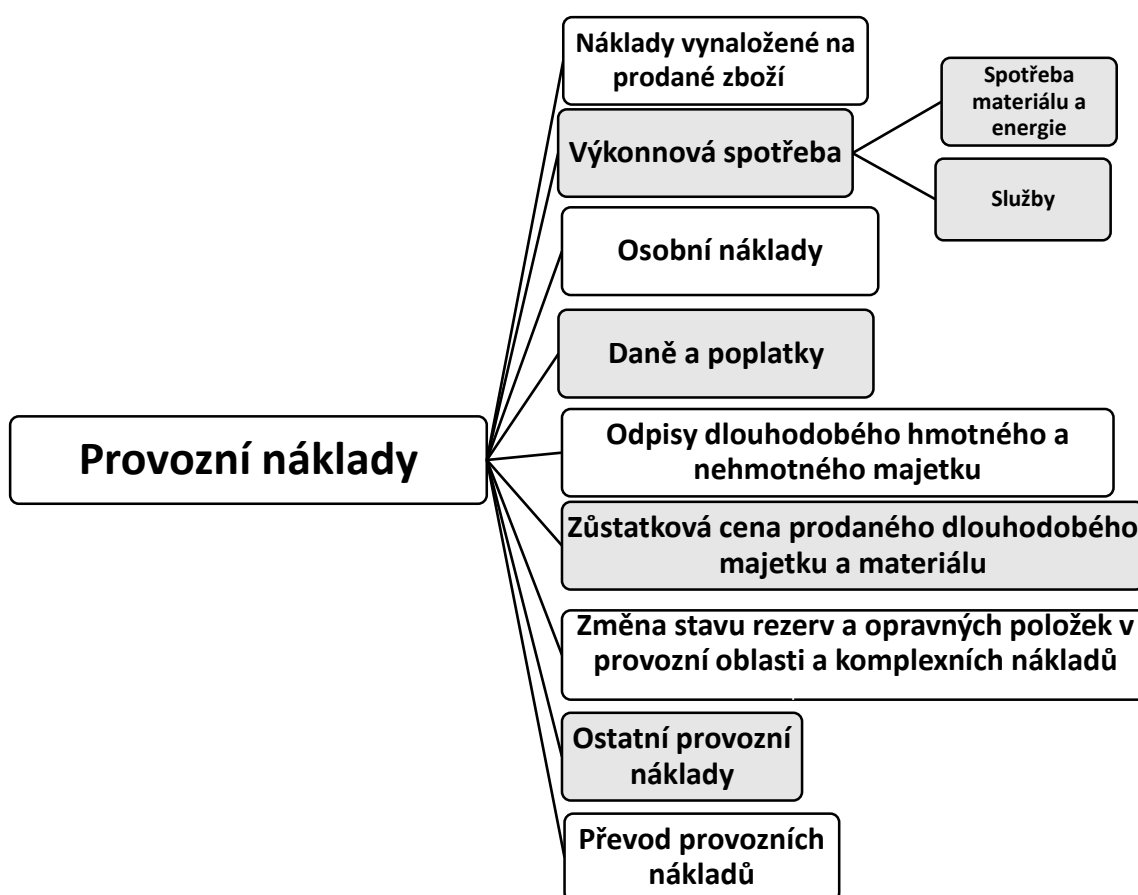 Náklady vynaložené na
prodané zboží
Spotřeba
materiálu a
energie
Výkonnová spotřeba
Služby
Osobní náklady
Daně a poplatky
Provozní náklady
Odpisy dlouhodobého hmotného a
nehmotného majetku
Zůstatková cena prodaného dlouhodobého
majetku a materiálu
Změna stavu rezerv a opravných položek v
provozní oblasti a komplexních nákladů
Ostatní provozní
náklady
Převod provozních
nákladů